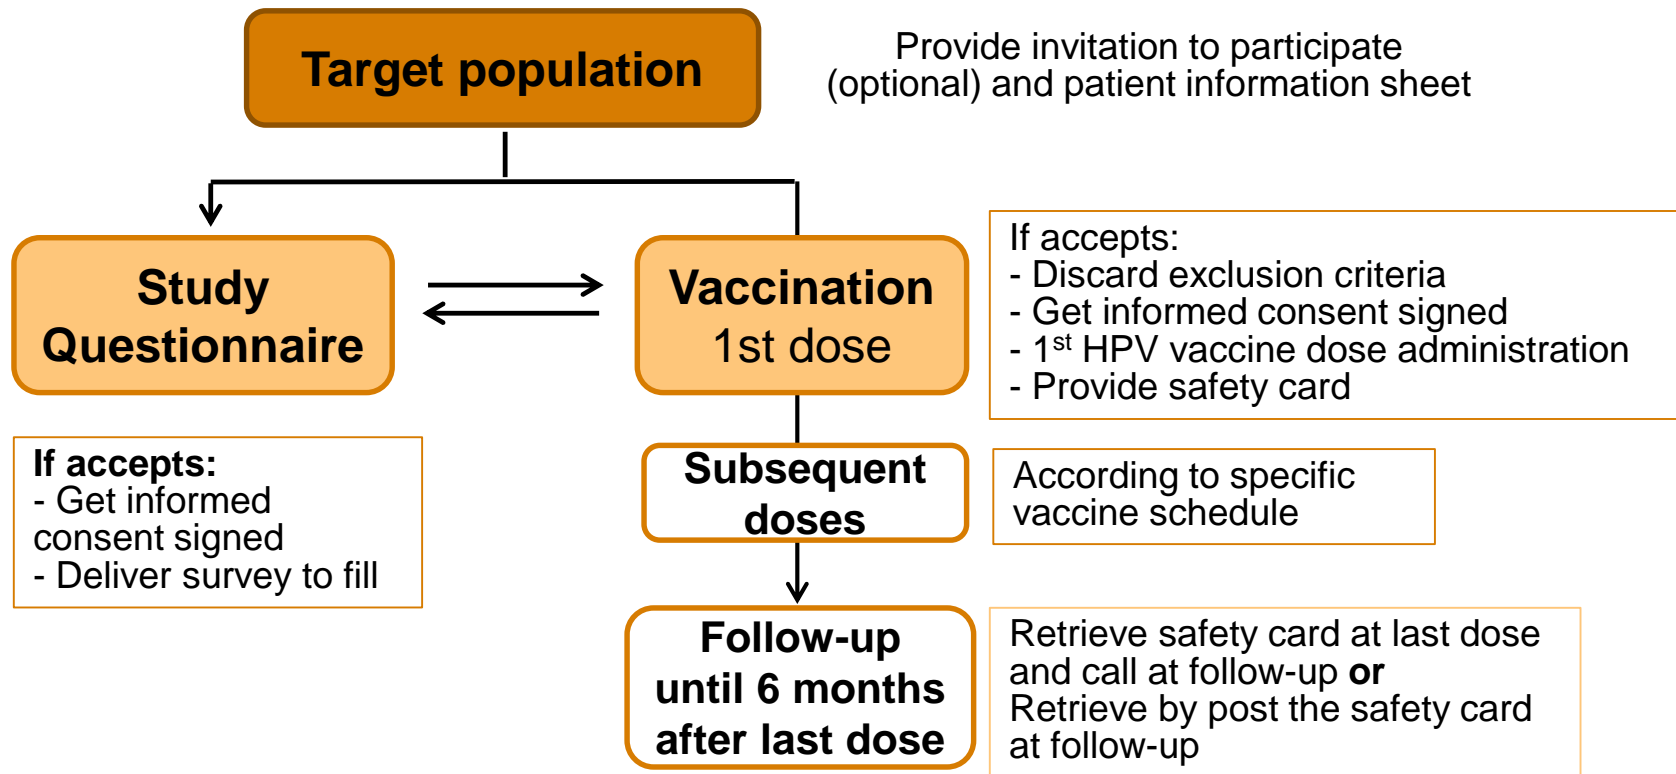 Target population
Provide invitation to participate
(optional) and patient information sheet
Study
Questionnaire
Vaccination
1st dose
If accepts:
- Discard exclusion criteria
- Get informed consent signed
- 1st HPV vaccine dose administration
- Provide safety card
If accepts:
- Get informed
consent signed
- Deliver survey to fill
Subsequent
doses
According to specific
vaccine schedule
Follow-up
until 6 months
after last dose
Retrieve safety card at last dose
and call at follow-up or
Retrieve by post the safety card
at follow-up